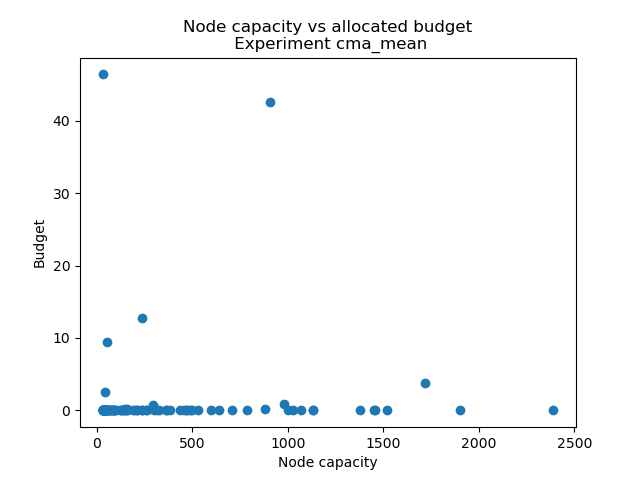 Node capacity vs allocated budget
Experiment cma_mean
Budget
40
30
20
10
0
0 500 1000 1500 2000 2500
Node capacity